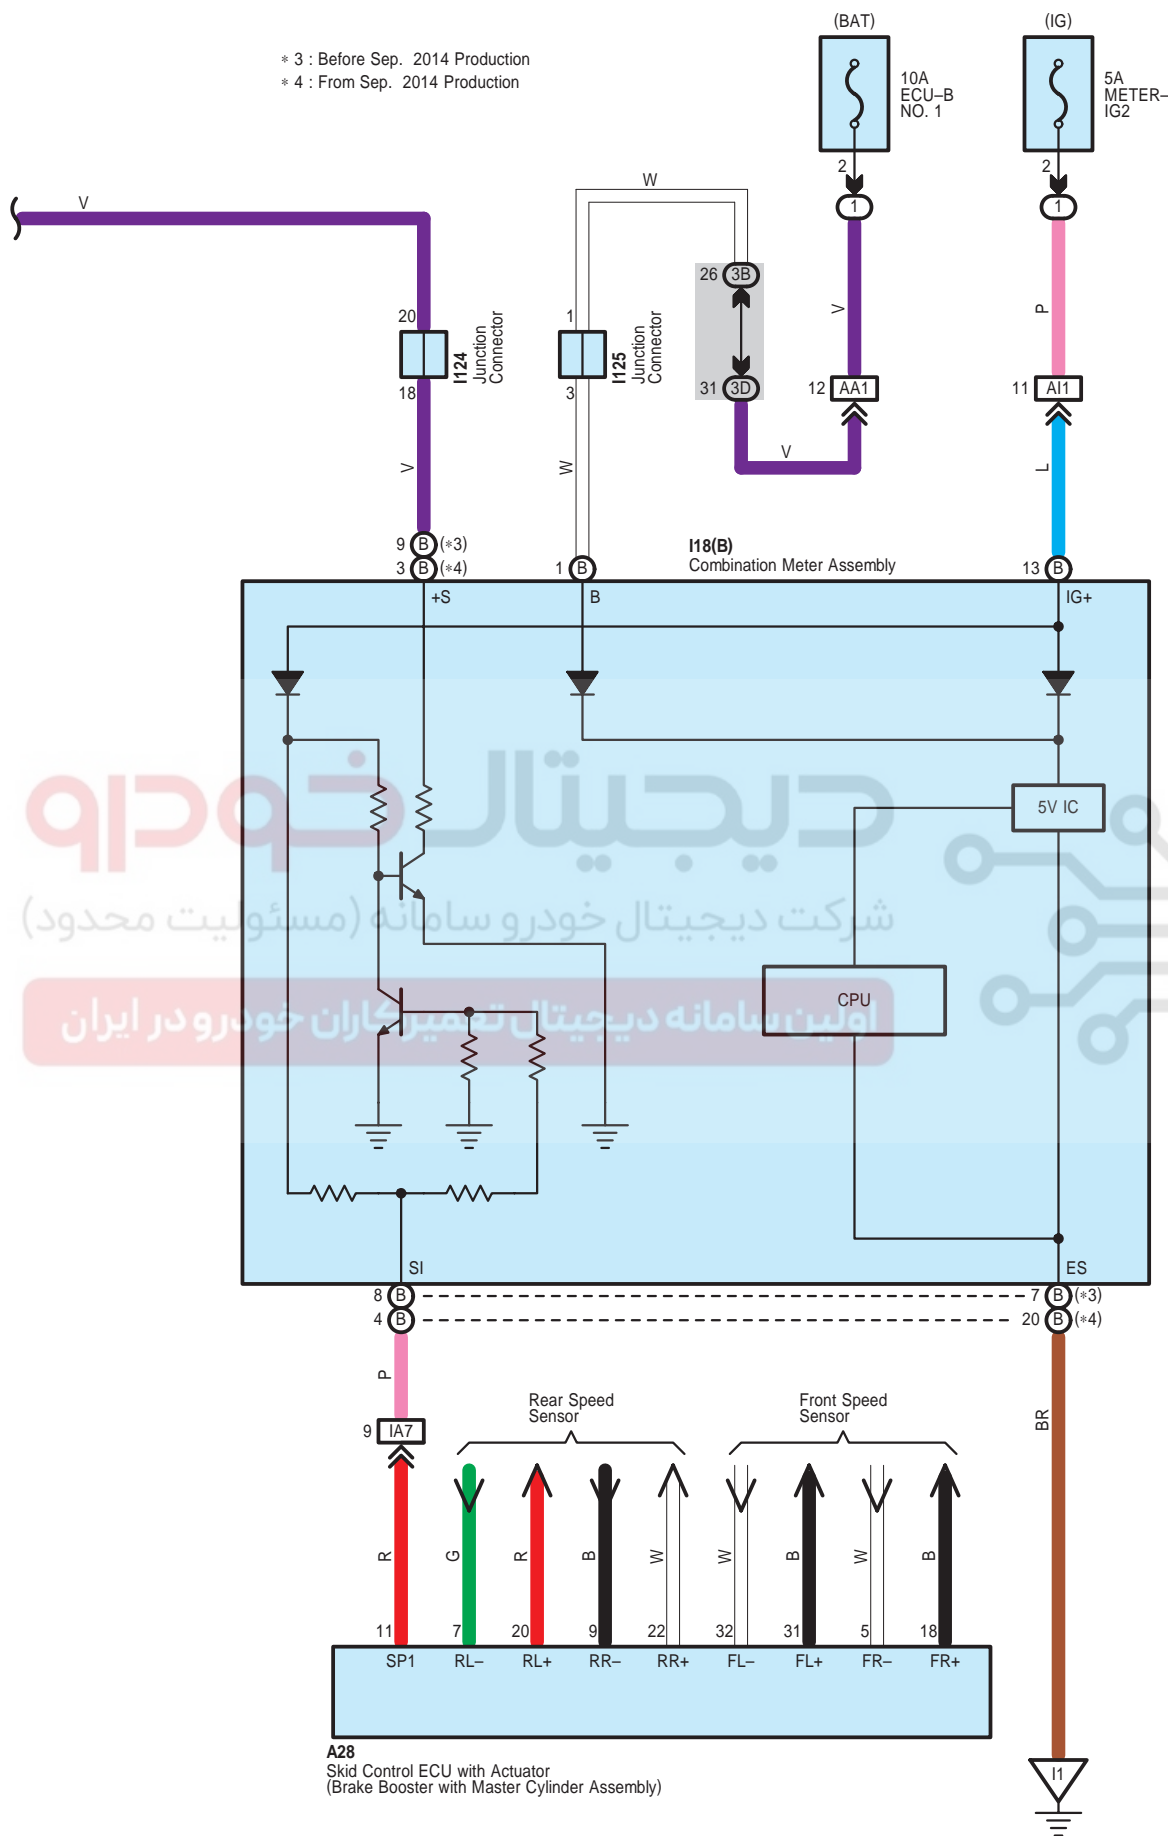 (BAT)
(IG)
∗ 3 : Before Sep. 2014 Production
∗ 4 : From Sep. 2014 Production
10A
ECU–B
NO. 1
5A
METER–
IG2
2
2
1
1
V
W
26 3B
V
P
20
I124
Junction
Connector
18
1
I125
Junction
Connector
3
31 3D
12 AA1
11 AI1
V
W
V
L
9 B (∗3)
3 B (∗4)
1 B
I18(B)
Combination Meter Assembly
13 B
+S
B
IG+
5V IC
دیجیتال خودرو
شرکت دیجیتال خودرو سامانه (مسئولیت محدود)
CPU
اولین سامانه دیجیتال تعمیرکاران خودرو در ایران
SI
ES
8 B
7 B (∗3)
4 B
20 B (∗4)
P
BR
9 IA7
Rear Speed
Sensor
Front Speed
Sensor
R
G
R
B
W
W
B
W
B
11
7
20
9
22
32
31
5
18
SP1
RL–
RL+
RR–
RR+
FL–
FL+
FR–
FR+
A28
Skid Control ECU with Actuator
(Brake Booster with Master Cylinder Assembly)
I1